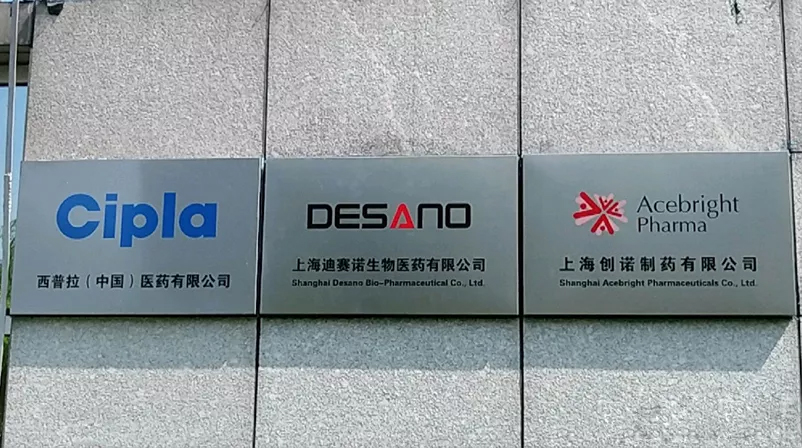 Cipla
西普拉（中国）医药有限公司
DESANO
上海迪赛诺生物医药有限公司
Shanghai Desano Bio-Pharmaceutical Co., Ltd.
Acebright
Pharma
上海创诺制药有限公司
Shanghai Acebright Pharmaceuticals Co., Ltd.